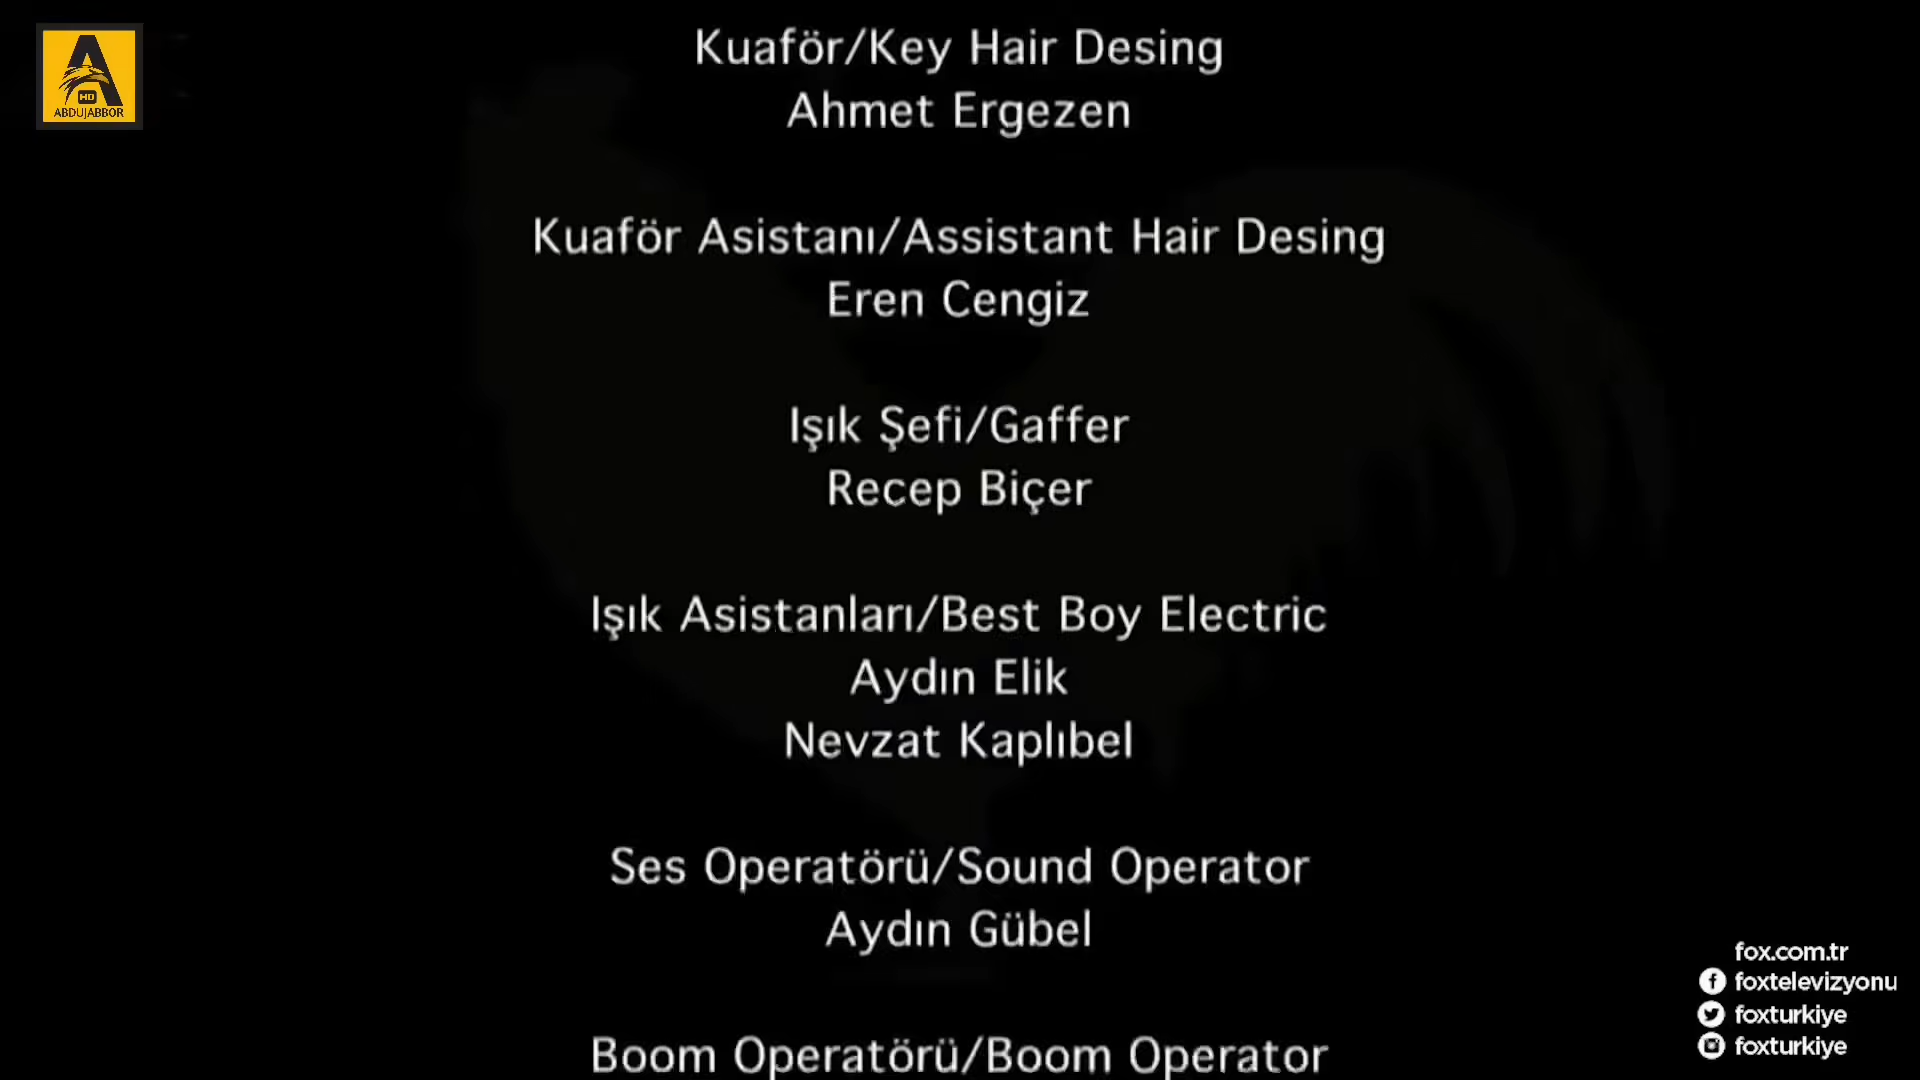 A
HD
ABDUJABBOR
Kuaför/Key Hair Desing
Ahmet Ergezen
Kuaför Asistanı/Assistant Hair Desing
Eren Cengiz
Işık Şefi/Gaffer
Recep Biçer
Işık Asistanları/Best Boy Electric
Aydın Elik
Nevzat Kaplıbel
Ses Operatörü/Sound Operator
Aydın Gübel
Boom Operatörü/Boom Operator
fox.com.tr
foxtelevizyonu
foxturkiye
foxturkiye